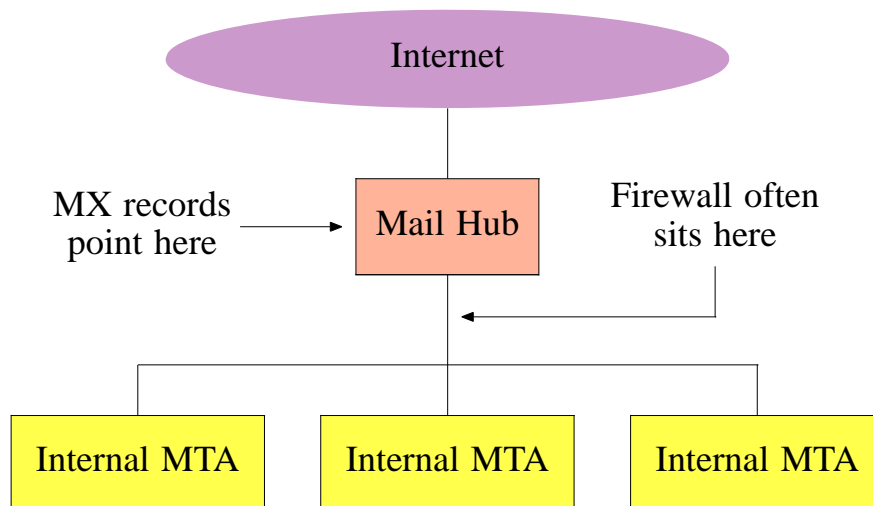 Internet
MX records
point here
Mail Hub
Firewall often
sits here
Internal MTA
Internal MTA
Internal MTA